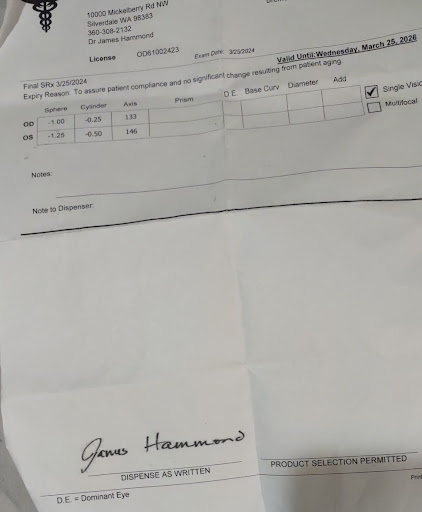 10000 Mickelberry Rd NW
Silverdale WA 98383
360-308-2132
Dr James Hammond
License OD61002423 Exam Date: 3/25/2024 Valid Until: Wednesday, March 25, 2026
Final SRx 3/25/2024
Expiry Reason: To assure patient compliance and no significant change resulting from patient aging.
Sphere Cylinder Axis Prism D.E. Base Curv Diameter Add
OD -1.00 -0.25 133
OS -1.25 -0.50 146
✓ Single Visio
Multifocal
Notes:
Note to Dispenser:
James Hammond
DISPENSE AS WRITTEN
PRODUCT SELECTION PERMITTED
D.E. = Dominant Eye